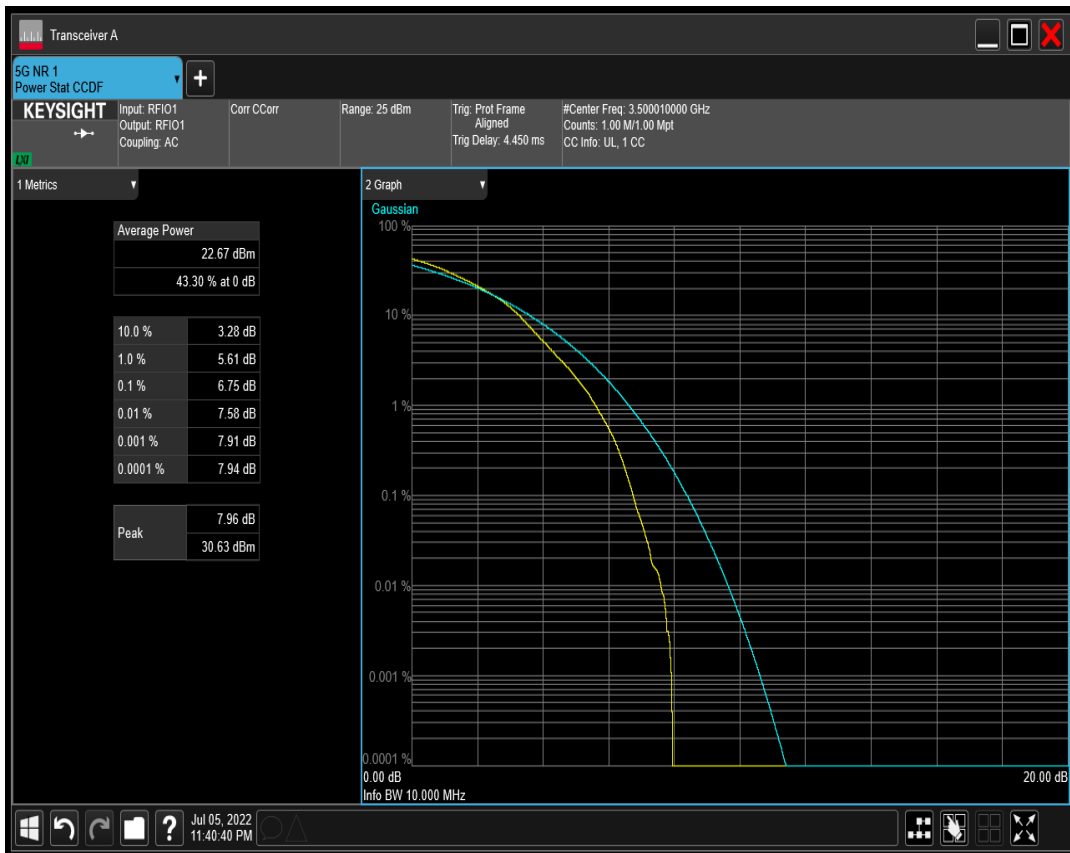 Transceiver A
5G NR 1
Power Stat CCDF
+
KEYSIGHT
LXI
Input: RFIO1
Output: RFIO1
Coupling: AC
Corr CCorr
Range: 25 dBm
Trig: Prot Frame
Aligned
Trig Delay: 4.450 ms
#Center Freq: 3.500010000 GHz
Counts: 1.00 M/1.00 Mpt
CC Info: UL, 1 CC
1 Metrics
Average Power
22.67 dBm
43.30 % at 0 dB
10.0 % 3.28 dB
1.0 % 5.61 dB
0.1 % 6.75 dB
0.01 % 7.58 dB
0.001 % 7.91 dB
0.0001 % 7.94 dB
Peak
7.96 dB
30.63 dBm
2 Graph
Gaussian
100 %
10 %
1 %
0.1 %
0.01 %
0.001 %
0.0001 %
0.00 dB 20.00 dB
Info BW 10.000 MHz
?
Jul 05, 2022
11:40:40 PM